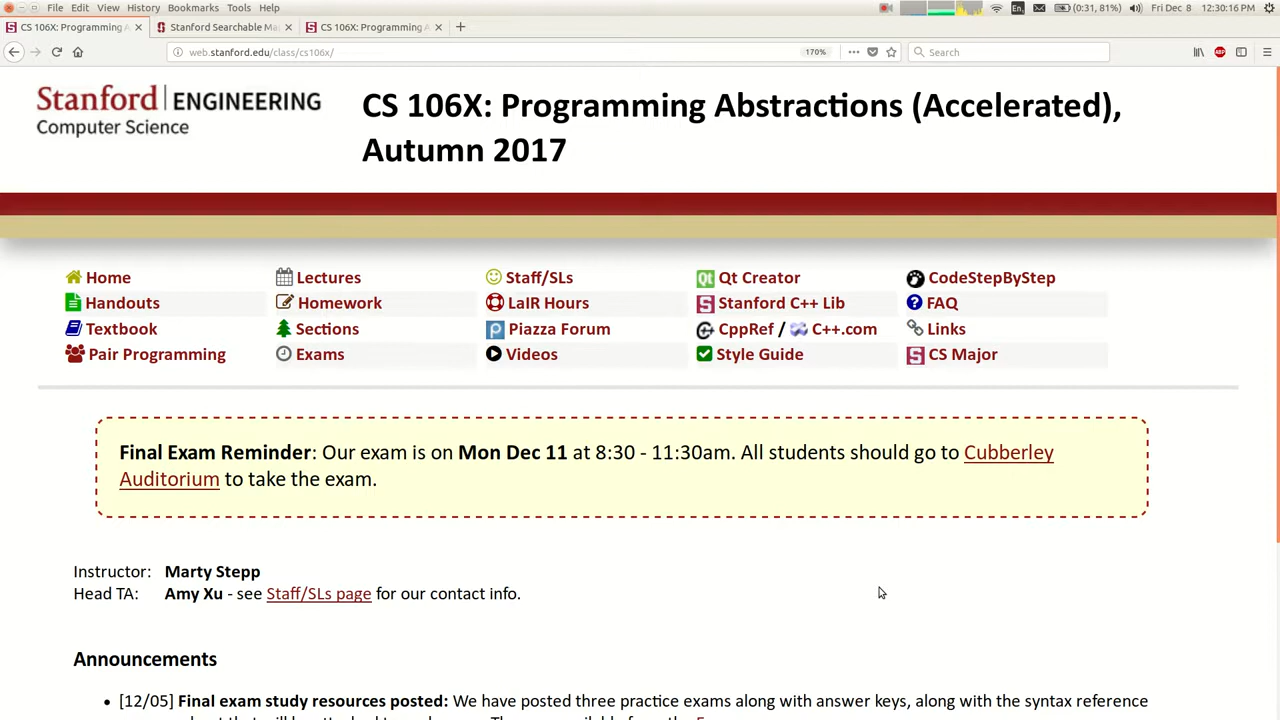 File Edit View History Bookmarks Tools Help
En (0:31, 81%) Fri Dec 8 12:30:16 PM
CS 106X: Programming A × Stanford Searchable Ma × CS 106X: Programming A × +
web.stanford.edu/class/cs106x/ 170% Search
Stanford ENGINEERING
Computer Science
CS 106X: Programming Abstractions (Accelerated),
Autumn 2017
Home Lectures Staff/SLs Qt Qt Creator CodeStepByStep
Handouts Homework LaIR Hours S Stanford C++ Lib FAQ
Textbook Sections Piazza Forum CppRef / C++.com Links
Pair Programming Exams Videos Style Guide S CS Major
Final Exam Reminder: Our exam is on Mon Dec 11 at 8:30 - 11:30am. All students should go to Cubberley
Auditorium to take the exam.
Instructor: Marty Stepp
Head TA: Amy Xu - see Staff/SLs page for our contact info.
Announcements
• [12/05] Final exam study resources posted: We have posted three practice exams along with answer keys, along with the syntax reference